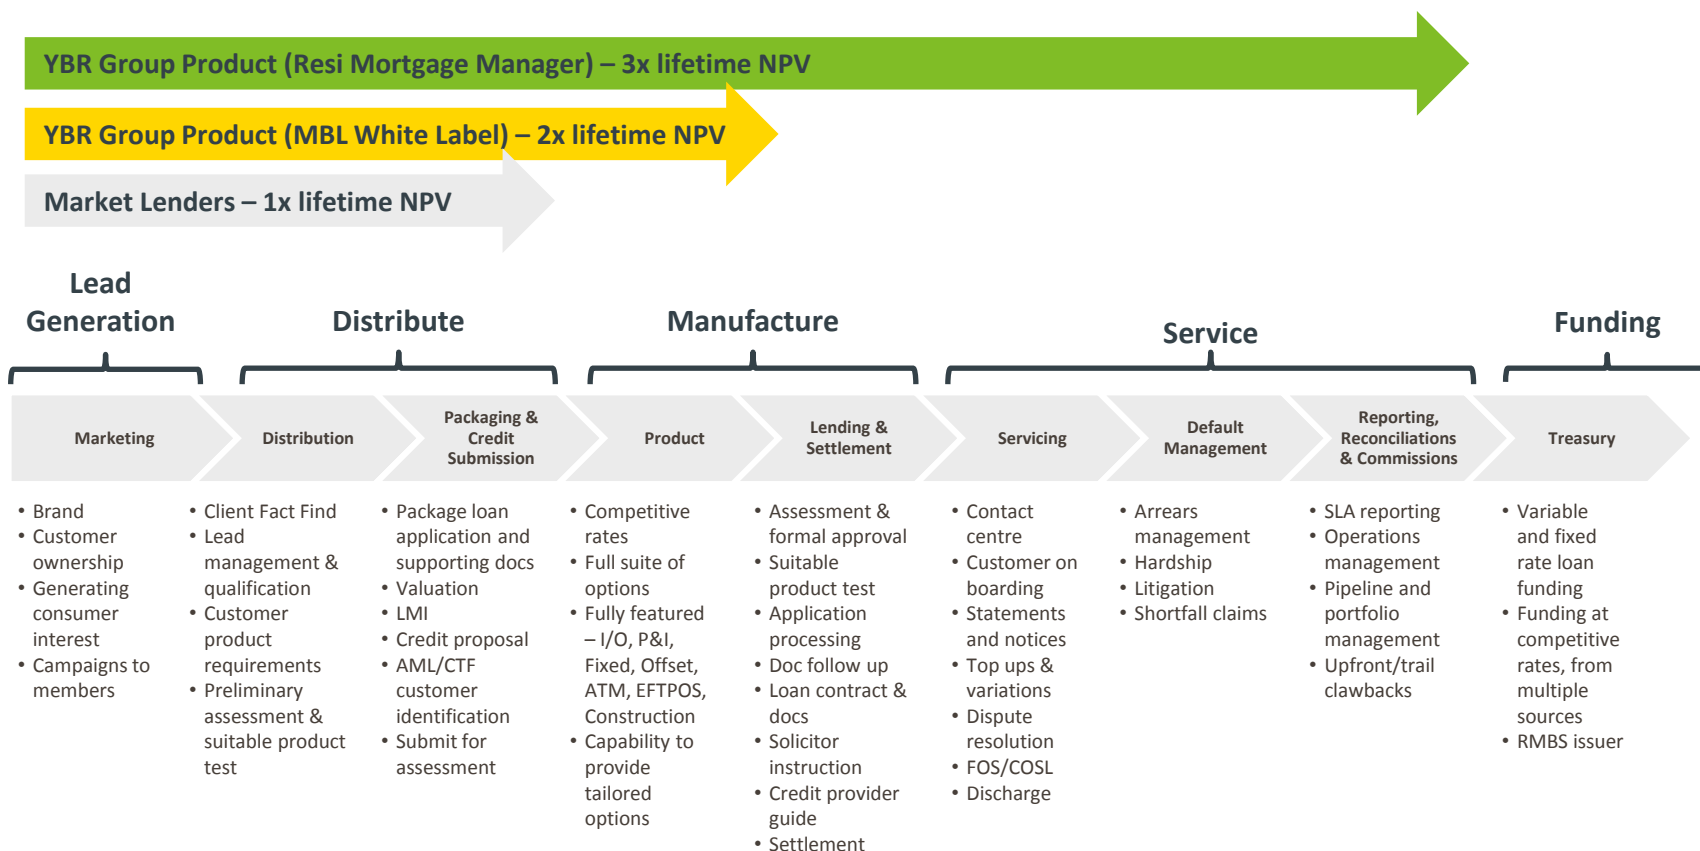 YBR Group Product (Resi Mortgage Manager) – 3x lifetime NPV
YBR Group Product (MBL White Label) – 2x lifetime NPV
Market Lenders – 1x lifetime NPV
Lead
Generation
Distribute
Manufacture
Service
Funding
Marketing
Distribution
Packaging &
Credit
Submission
Product
Lending &
Settlement
Servicing
Default
Management
Reporting,
Reconciliations
& Commissions
Treasury
• Brand
• Customer
ownership
• Generating
consumer
interest
• Campaigns to
members
• Client Fact Find
• Lead
management &
qualification
• Customer
product
requirements
• Preliminary
assessment &
suitable product
test
• Package loan
application and
supporting docs
• Valuation
• LMI
• Credit proposal
• AML/CTF
customer
identification
• Submit for
assessment
• Competitive
rates
• Full suite of
options
• Fully featured
– I/O, P&I,
Fixed, Offset,
ATM, EFTPOS,
Construction
• Capability to
provide
tailored
options
• Assessment &
formal approval
• Suitable
product test
• Application
processing
• Doc follow up
• Loan contract &
docs
• Solicitor
instruction
• Credit provider
guide
• Settlement
• Contact
centre
• Customer on
boarding
• Statements
and notices
• Top ups &
variations
• Dispute
resolution
• FOS/COSL
• Discharge
• Arrears
management
• Hardship
• Litigation
• Shortfall claims
• SLA reporting
• Operations
management
• Pipeline and
portfolio
management
• Upfront/trail
clawbacks
• Variable
and fixed
rate loan
funding
• Funding at
competitive
rates, from
multiple
sources
• RMBS issuer